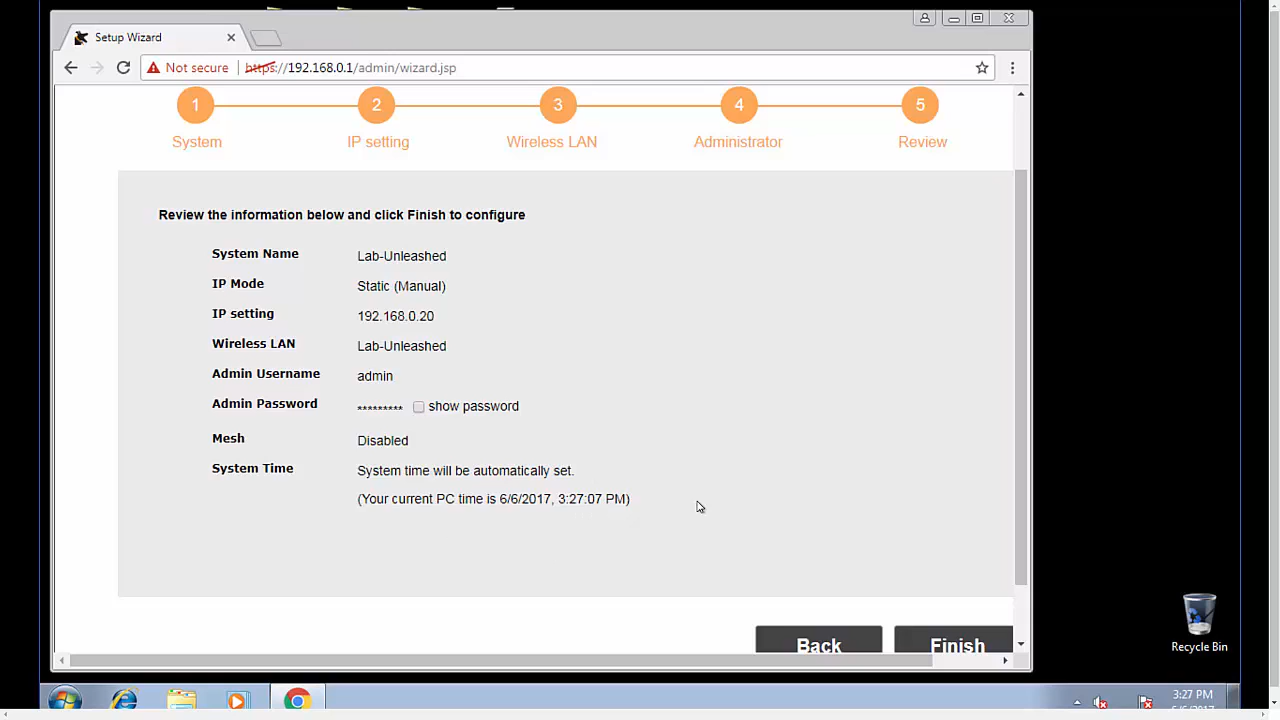 Setup Wizard
Not secure https://192.168.0.1/admin/wizard.jsp
1 2 3 4 5
System IP setting Wireless LAN Administrator Review
Review the information below and click Finish to configure
System Name Lab-Unleashed
IP Mode Static (Manual)
IP setting 192.168.0.20
Wireless LAN Lab-Unleashed
Admin Username admin
Admin Password ********* show password
Mesh Disabled
System Time System time will be automatically set.
(Your current PC time is 6/6/2017, 3:27:07 PM)
Back Finish
Recycle Bin
3:27 PM
6/6/2017